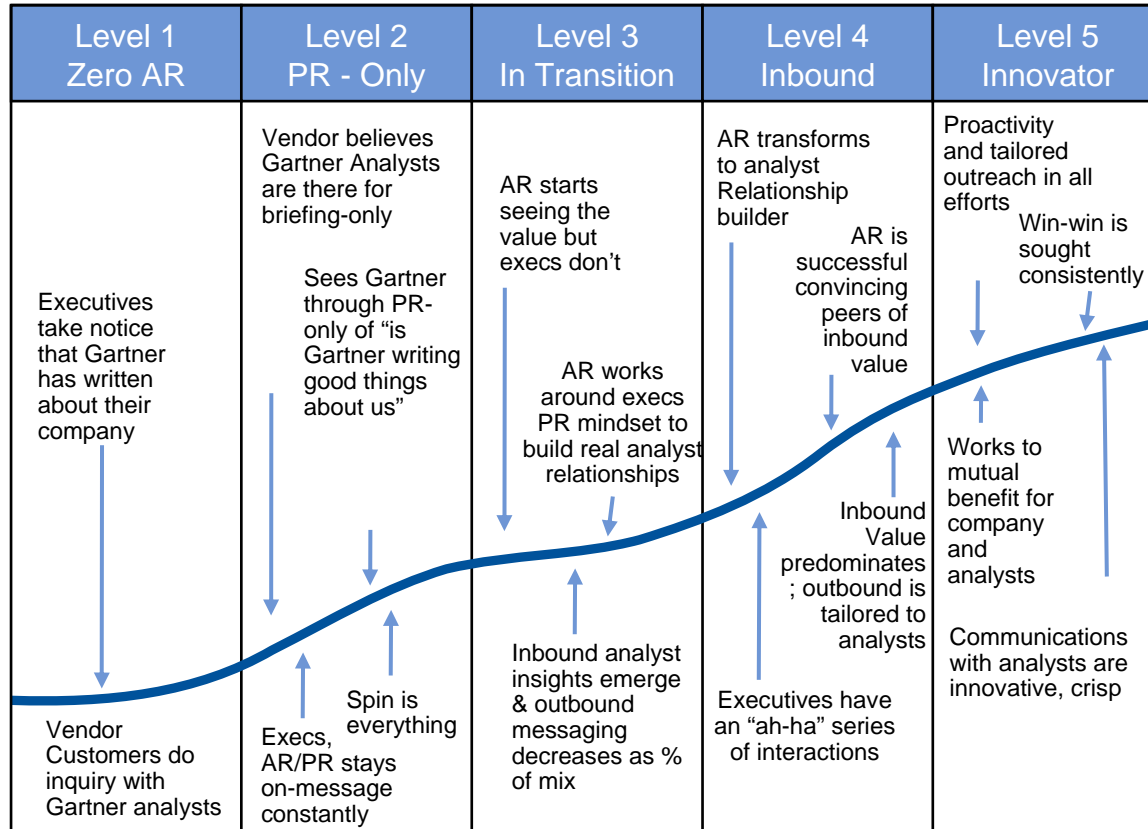 Level 1
Zero AR
Level 2
PR - Only
Level 3
In Transition
Level 4
Inbound
Level 5
Innovator
Executives
take notice
that Gartner
has written
about their
company
Vendor
Customers do
inquiry with
Gartner analysts
Vendor believes
Gartner Analysts
are there for
briefing-only
Sees Gartner
through PR-
only of “is
Gartner writing
good things
about us”
Spin is
everything
Execs,
AR/PR stays
on-message
constantly
AR starts
seeing the
value but
execs don’t
AR works
around execs
PR mindset to
build real analyst
relationships
Inbound analyst
insights emerge
& outbound
messaging
decreases as %
of mix
AR transforms
to analyst
Relationship
builder
AR is
successful
convincing
peers of
inbound
value
Inbound
Value
predominates
; outbound is
tailored to
analysts
Executives have
an “ah-ha” series
of interactions
Proactivity
and tailored
outreach in all
efforts
Win-win is
sought
consistently
Works to
mutual
benefit for
company
and
analysts
Communications
with analysts are
innovative, crisp